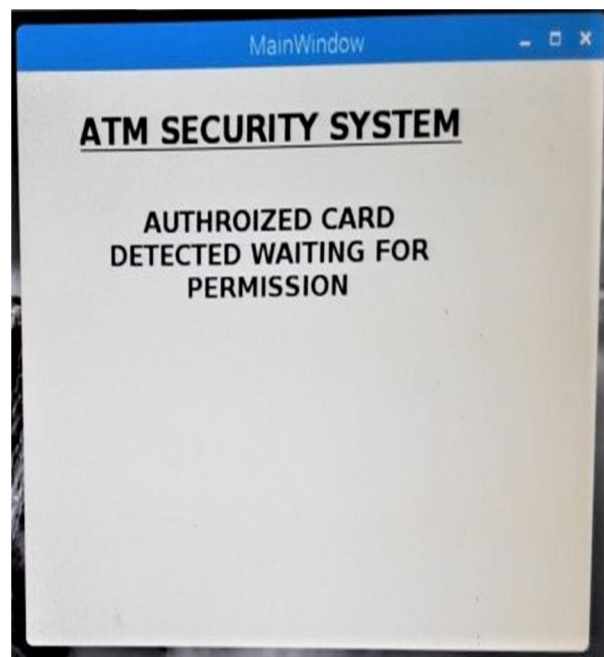 MainWindow
ATM SECURITY SYSTEM
AUTHROIZED CARD
DETECTED WAITING FOR
PERMISSION